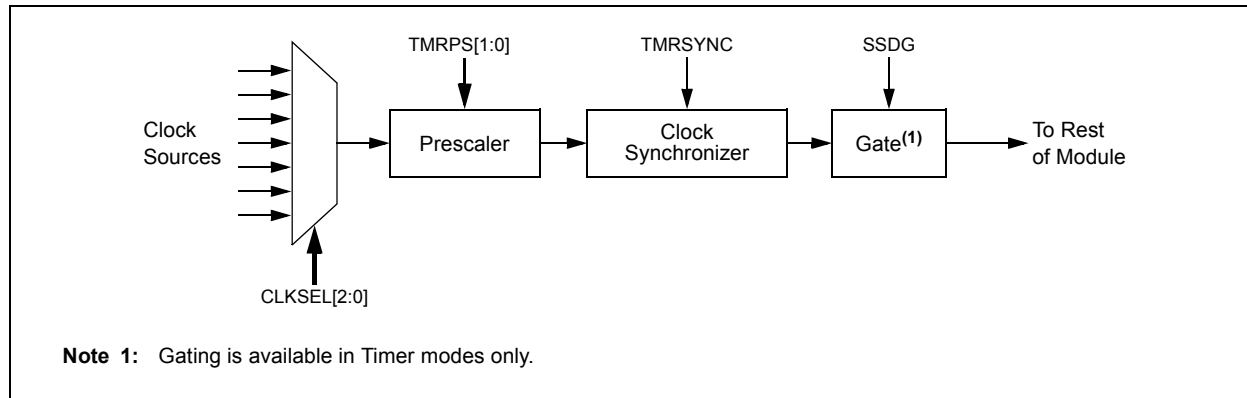 TMRPS[1:0]
TMRSYNC
SSDG
Clock
Sources
Prescaler
Clock
Synchronizer
Gate(1)
To Rest
of Module
CLKSEL[2:0]
Note 1: Gating is available in Timer modes only.